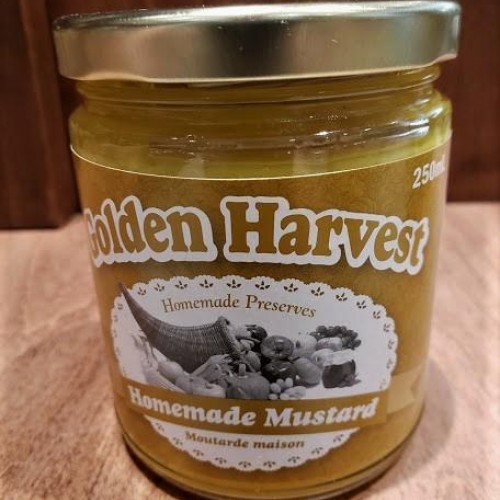 250mL
Golden Harvest
Homemade Preserves
Homemade Mustard
Moutarde maison